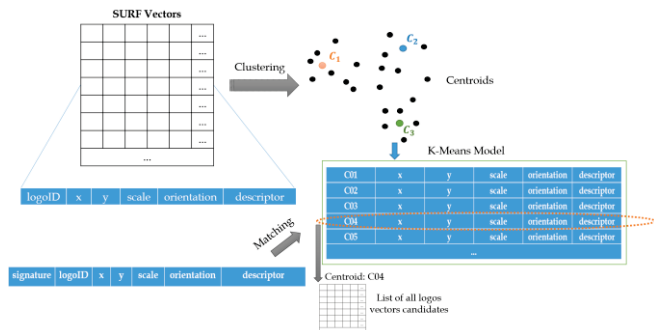 SURF Vectors
...
...
...
...
...
...
...
...
Clustering
C1
C2
C3
Centroids
K-Means Model
logoID x y scale orientation descriptor
C01 x y scale orientation descriptor
C02 x y scale orientation descriptor
C03 x y scale orientation descriptor
C04 x y scale orientation descriptor
C05 x y scale orientation descriptor
...
Matching
signature logoID x y scale orientation descriptor
Centroid: C04
List of all logos
vectors candidates